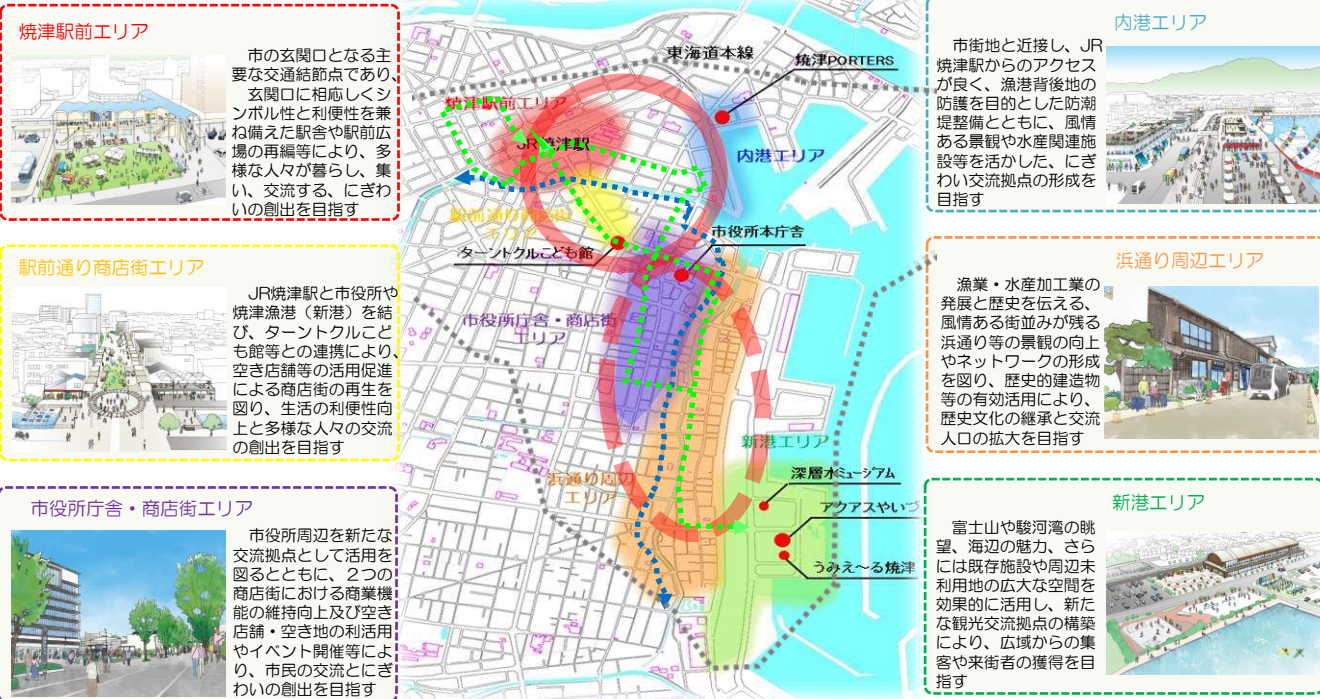 焼津駅前エリア
市の玄関口となる主
要な交通結節点であり、
玄関口に相応しくシ
ンボル性と利便性を兼
ね備えた駅舎や駅前広
場の再編等により、多
様な人々が暮らし、集
い、交流する、にぎわ
いの創出を目指す
駅前通り商店街エリア
JR焼津駅と市役所や
焼津漁港（新港）を結
び、ターントクルこど
も館等との連携により、
空き店舗等の活用促進
による商店街の再生を
図り、生活の利便性向
上と多様な人々の交流
の創出を目指す
市役所庁舎・商店街エリア
市役所周辺を新たな
交流拠点として活用を
図るとともに、２つの
商店街における商業機
能の維持向上及び空き
店舗・空き地の利活用
やイベント開催等によ
り、市民の交流とにぎ
わいの創出を目指す
東海道本線
焼津PORTERS
焼津駅前エリア
JR焼津駅
内港エリア
駅前通り商店街
エリア
市役所本庁舎
ターントクルこども館
市役所庁舎・商店街
エリア
新港エリア
浜通り周辺
エリア
深層水ミュージアム
アクアスやいづ
うみえ～る焼津
内港エリア
市街地と近接し、JR
焼津駅からのアクセス
が良く、漁港背後地の
防護を目的とした防潮
堤整備とともに、風情
ある景観や水産関連施
設等を活かした、にぎ
わい交流拠点の形成を
目指す
浜通り周辺エリア
漁業・水産加工業の
発展と歴史を伝える、
風情ある街並みが残る
浜通り等の景観の向上
やネットワークの形成
を図り、歴史的建造物
等の有効活用により、
歴史文化の継承と交流
人口の拡大を目指す
新港エリア
富士山や駿河湾の眺
望、海辺の魅力、さら
には既存施設や周辺未
利用地の広大な空間を
効果的に活用し、新た
な観光交流拠点の構築
により、広域からの集
客や来街者の獲得を目
指す